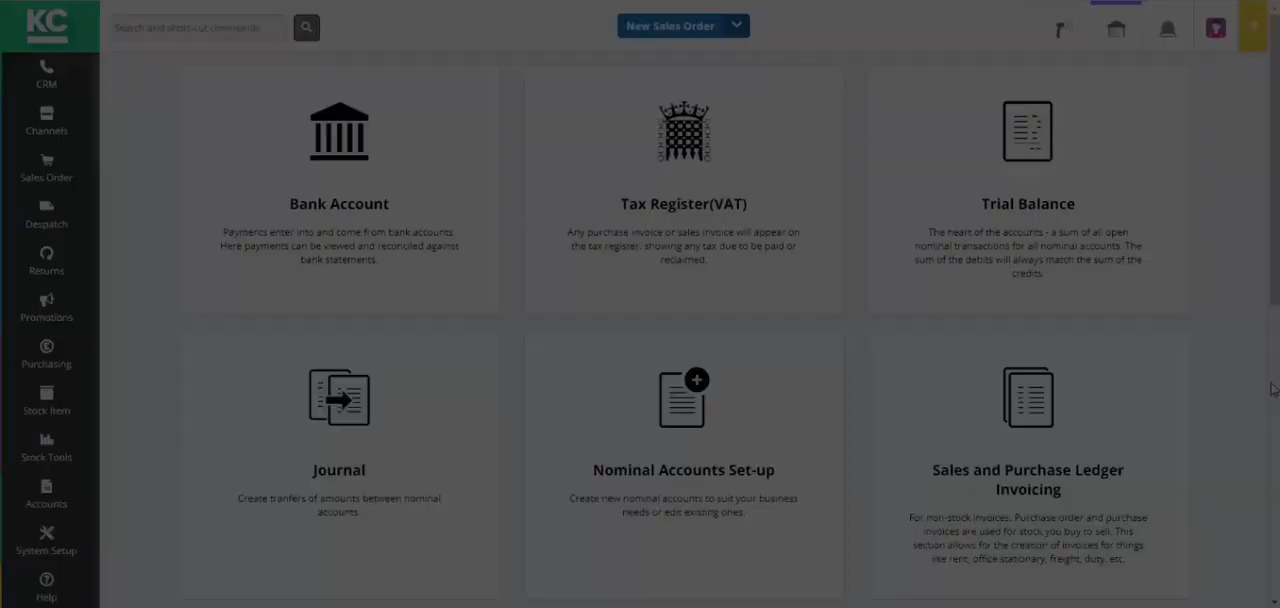 KC
Search and short-cut commands
New Sales Order
CRM
Channels
Sales Order
Despatch
Returns
Promotions
Purchasing
Stock Item
Stock Tools
Accounts
System Setup
Help
Bank Account
Payments enter into and come from bank accounts.
Here payments can be viewed and reconciled against
bank statements.
Tax Register(VAT)
Any purchase invoice or sales invoice will appear on
the tax register, showing any tax due to be paid or
reclaimed.
Trial Balance
The heart of the accounts - a sum of all open
nominal transactions for all nominal accounts. The
sum of the debits will always match the sum of the
credits.
Journal
Create tranfers of amounts between nominal
accounts.
Nominal Accounts Set-up
Create new nominal accounts to suit your business
needs or edit existing ones.
Sales and Purchase Ledger
Invoicing
For non-stock invoices. Purchase order and purchase
invoices are used for stock you buy to sell. This
section allows for the creation of invoices for things
like rent, office stationary, freight, duty, etc.